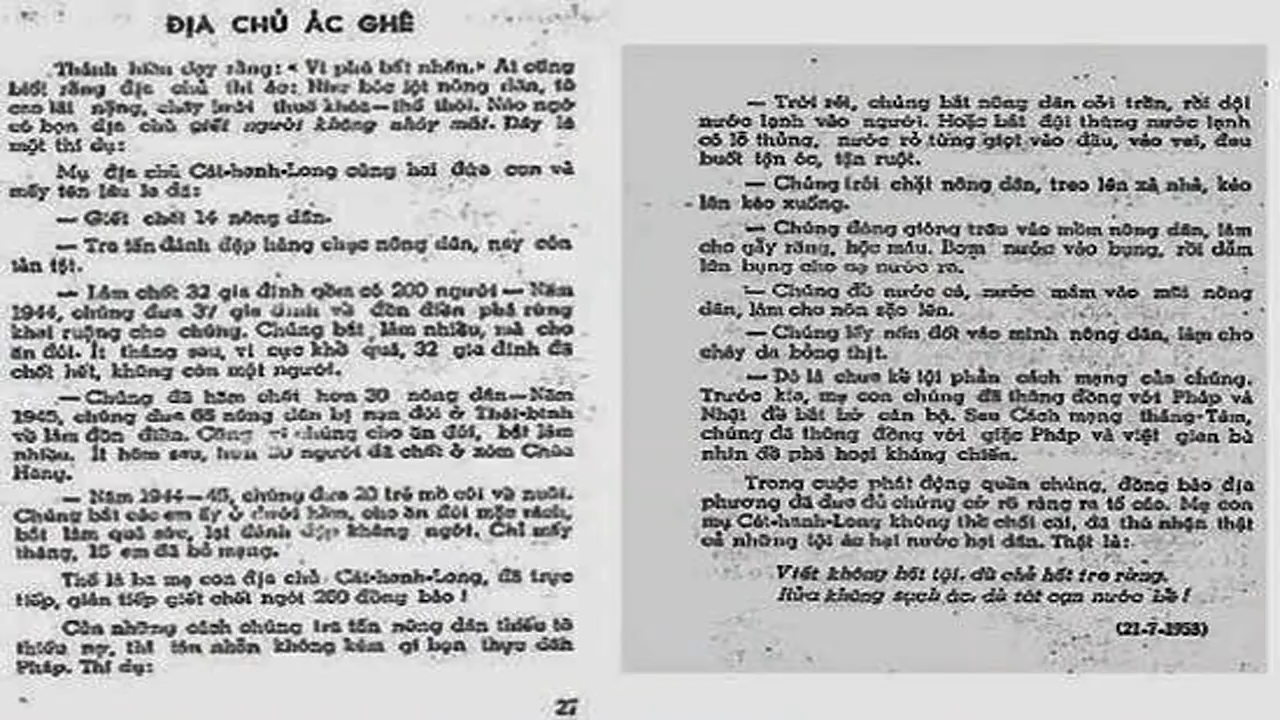 ĐỊA CHỦ ÁC GHÊ
Thánh hiền dạy rằng: « Vi phú bất nhân.» Ai cũng
biết rằng địa chủ thì ác: Như bóc lột nông dân, tô
cao lãi nặng, chây lười thuế khóa—thế thôi. Nào ngờ
có bọn địa chủ giết người không nháy mắt. Đây là
một thí dụ:
Mụ địa chủ Cát-hanh-Long cùng hai đứa con và
mấy tên lâu la đã:
— Giết chết 14 nông dân.
— Tra tấn đánh đập hàng chục nông dân, nay còn
tàn tật.
— Làm chết 32 gia đình gồm có 200 người — Năm
1944, chúng đưa 37 gia đình về đồn điền phá rừng
khai ruộng cho chúng. Chúng bắt làm nhiều, mà cho
ăn đói. Ít tháng sau, vì cực khổ quá, 32 gia đình đã
chết hết, không còn một người.
— Chúng đã hãm chết hơn 30 nông dân—Năm
1945, chúng đưa 65 nông dân bị nạn đói ở Thái-bình
về làm đồn điền. Cũng vì chúng cho ăn đói, bắt làm
nhiều. Ít hôm sau, hơn 30 người đã chết ở xóm Chùa
Hang.
— Năm 1944—45, chúng đưa 20 trẻ mồ côi về nuôi.
Chúng bắt các em ấy ở dưới hầm, cho ăn đói mặc rách,
bắt làm quá sức, lại đánh đập không ngớt. Chỉ mấy
tháng, 15 em đã bỏ mạng.
Thế là ba mẹ con địa chủ Cát-hanh-Long, đã trực
tiếp, gián tiếp giết chết ngót 260 đồng bào !
Còn những cách chúng tra tấn nông dân thiếu tô
thiếu nợ, thì tàn nhẫn không kém gì bọn thực dân
Pháp. Thí dụ:
27
— Trời rét, chúng bắt nông dân cởi trần, rồi dội
nước lạnh vào người. Hoặc bắt đội thùng nước lạnh
có lỗ thủng, nước rỏ từng giọt vào đầu, vào vai, đau
buốt tận óc, tận ruột.
— Chúng trói chặt nông dân, treo lên xà nhà, kéo
lên kéo xuống.
— Chúng đóng gióng trâu vào mồm nông dân, làm
cho gẫy răng, hộc máu. Bơm nước vào bụng, rồi dẫm
lên bụng cho oẹ nước ra.
— Chúng đổ nước cà, nước mắm vào mũi nông
dân, làm cho nôn sặc lên.
— Chúng lấy nến đốt vào mình nông dân, làm cho
cháy da bỏng thịt.
— Đó là chưa kể tội phản cách mạng của chúng.
Trước kia, mẹ con chúng đã thông đồng với Pháp và
Nhật để bắt bớ cán bộ. Sau Cách mạng tháng-Tám,
chúng đã thông đồng với giặc Pháp và việt gian bù
nhìn để phá hoại kháng chiến.
Trong cuộc phát động quần chúng, đồng bào địa
phương đã đưa đủ chứng cớ rõ ràng ra tố cáo. Mẹ con
mụ Cát-hanh-Long không thể chối cãi, đã thú nhận thật
cả những tội ác hại nước hại dân. Thật là:
Viết không hết tội, dù chẻ hết tre rừng,
Rửa không sạch ác, dù tát cạn nước bể !
(21-7-1953)